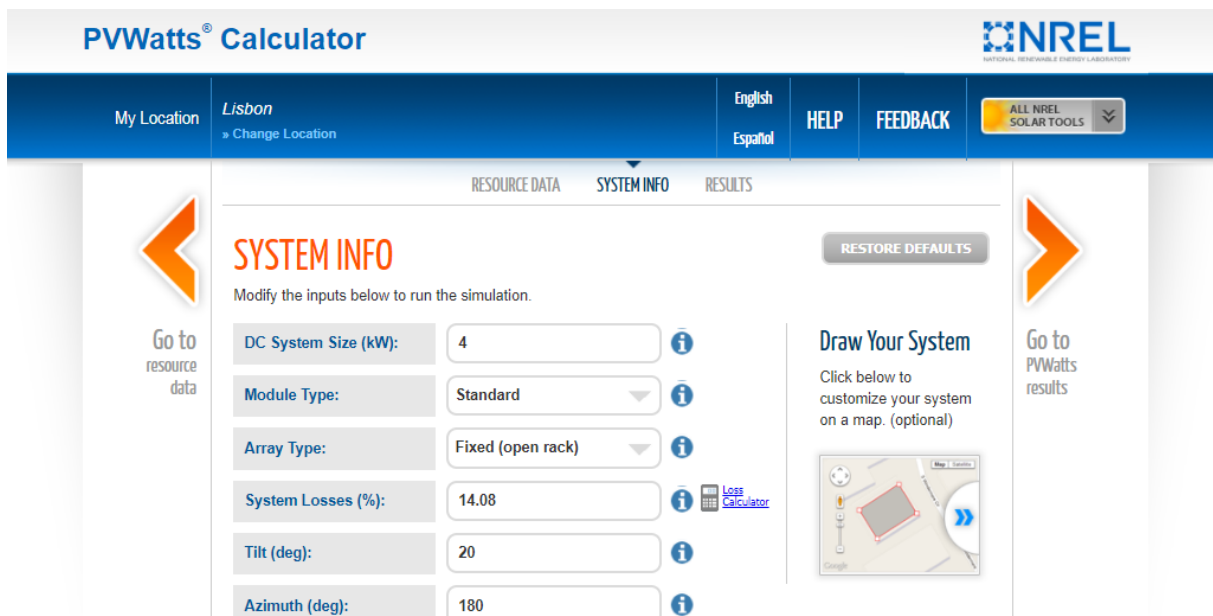 PVWatts® Calculator
NREL
NATIONAL RENEWABLE ENERGY LABORATORY
My Location
Lisbon
» Change Location
English
Español
HELP
FEEDBACK
ALL NREL
SOLAR TOOLS
RESOURCE DATA SYSTEM INFO RESULTS
Go to
resource
data
SYSTEM INFO
RESTORE DEFAULTS
Modify the inputs below to run the simulation.
DC System Size (kW): 4
Module Type: Standard
Array Type: Fixed (open rack)
System Losses (%): 14.08
Loss
Calculator
Tilt (deg): 20
Azimuth (deg): 180
Draw Your System
Click below to
customize your system
on a map. (optional)
Map Satellite
Google
Go to
PVWatts
results